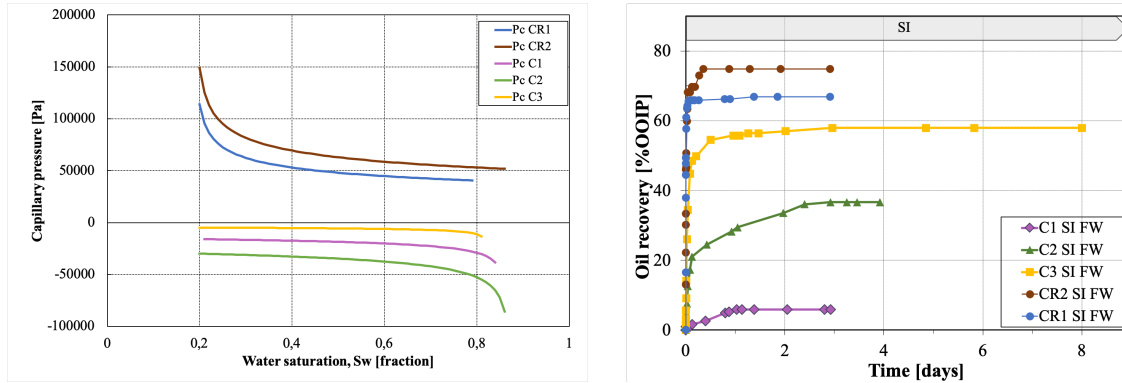 200000
150000
100000
50000
0
-50000
-100000
Capillary pressure [Pa]
Pc CR1
Pc CR2
Pc C1
Pc C2
Pc C3
0 0,2 0,4 0,6 0,8 1
Water saturation, Sw [fraction]
SI
80
60
40
20
0
Oil recovery [%OOIP]
C1 SI FW
C2 SI FW
C3 SI FW
CR2 SI FW
CR1 SI FW
0 2 4 6 8
Time [days]